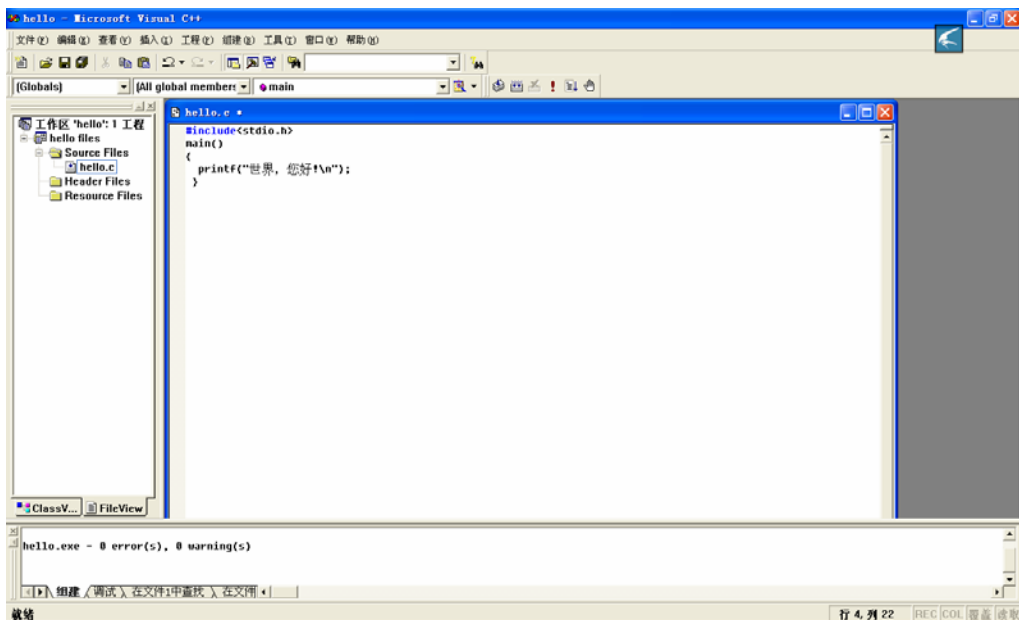 hello - Microsoft Visual C++
文件(F) 编辑(E) 查看(V) 插入(I) 工程(P) 组建(B) 工具(T) 窗口(W) 帮助(H)
(Globals) (All global members main
工作区 'hello': 1 工程
hello files
Source Files
hello.c
Header Files
Resource Files
ClassV... FileView
hello.c *
#include<stdio.h>
main()
{
printf("世界，您好!\n");
}
hello.exe - 0 error(s), 0 warning(s)
组建 调试 在文件1中查找 在文件
就绪
行 4, 列 22 REC COL 覆盖 读取